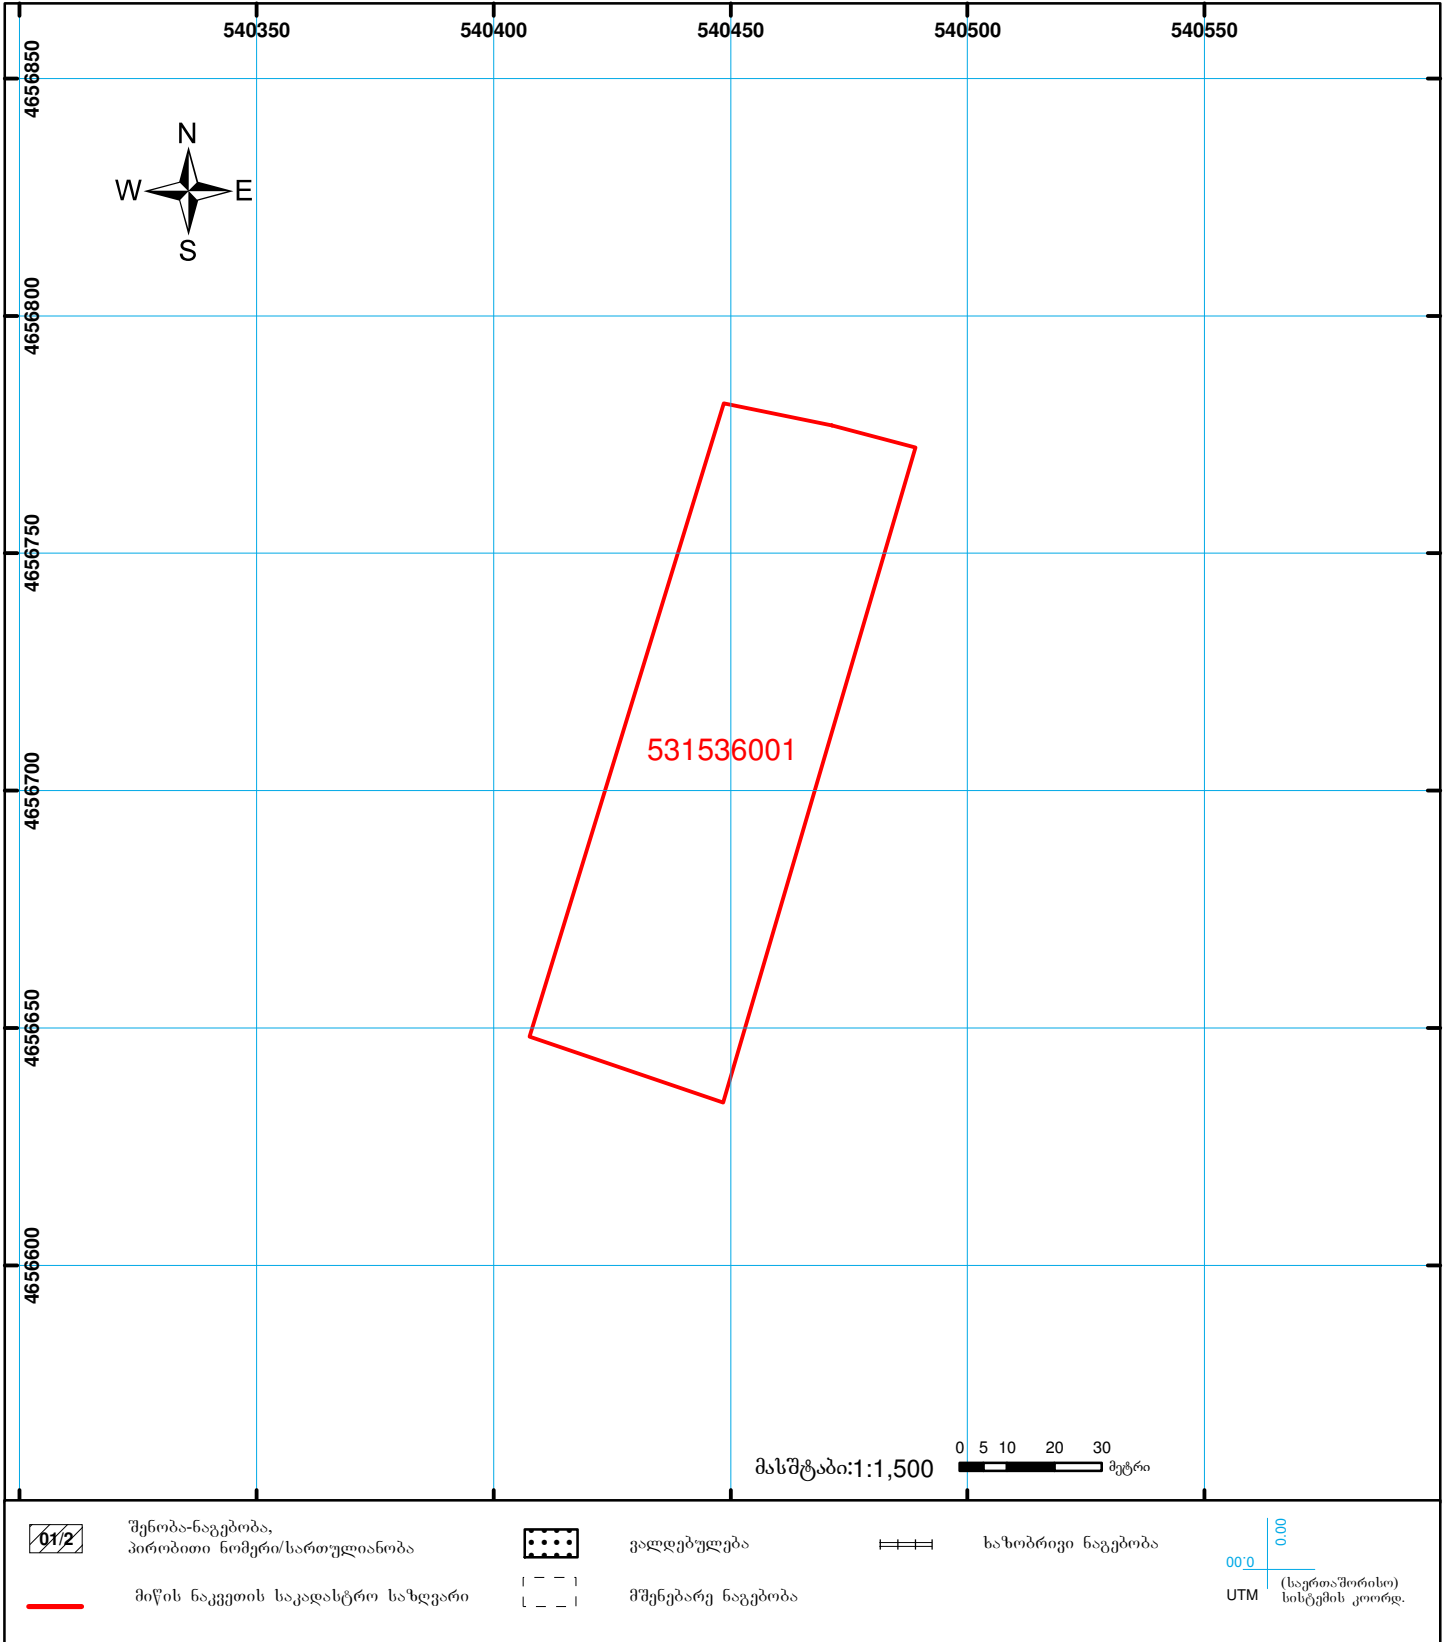 540350 540400 540450 540500 540550
4656850
4656800
4656750
4656700
4656650
4656600
N
W E
S
531536001
მასშტაბი:1:1,500
0 5 10 20 30
მეტრი
01/2
შენობა-ნაგებობა,
პირობითი ნომერი/სართულიანობა
ვალდებულება
ხაზობრივი ნაგებობა
მიწის ნაკვეთის საკადასტრო საზღვარი
მშენებარე ნაგებობა
0.00
0.00
UTM
(საერთაშორისო)
სისტემის კოორდ.